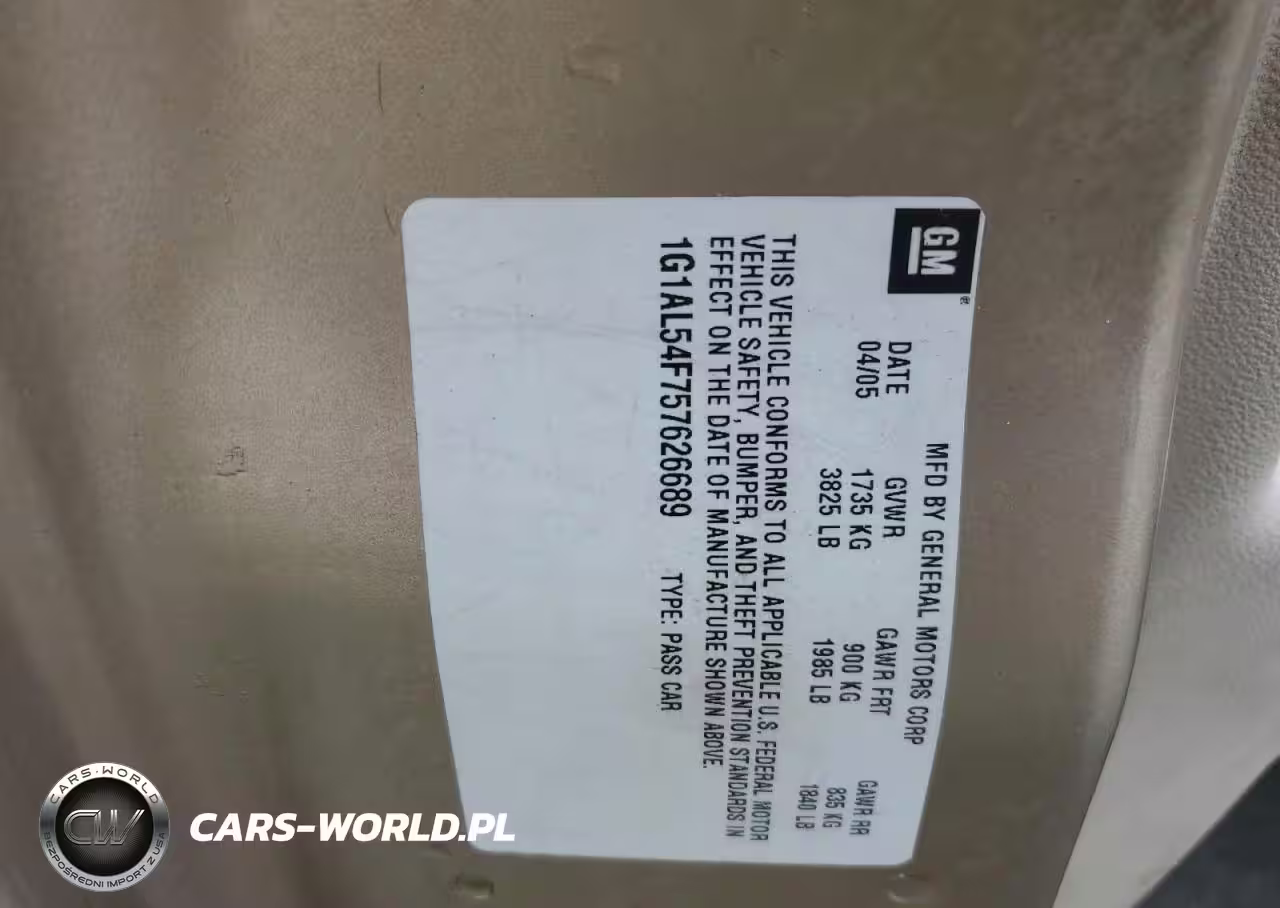 GM®
MFD BY GENERAL MOTORS CORP
DATE GVWR GAWR FRT GAWR RR
04/05 1735 KG 900 KG 835 KG
3825 LB 1985 LB 1840 LB
THIS VEHICLE CONFORMS TO ALL APPLICABLE U.S. FEDERAL MOTOR
VEHICLE SAFETY, BUMPER, AND THEFT PREVENTION STANDARDS IN
EFFECT ON THE DATE OF MANUFACTURE SHOWN ABOVE.
1G1AL54F757626689 TYPE: PASS CAR
CARS-WORLD
CW
BEZPOŚREDNI IMPORT Z USA
CARS-WORLD.PL